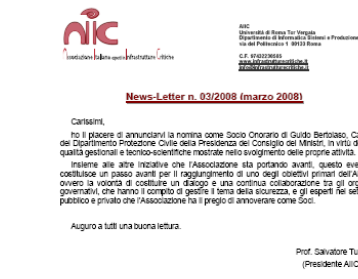 AIIC
Università di Roma Tor Vergata
Dipartimento di Informatica Sistemi e Produzione
via del Politecnico 1 00133 Roma
aiic
Associazione Italiana esperti in Infrastrutture Critiche
C.F. 97432230585
www.infrastrutturecritiche.it
info@infrastrutturecritiche.it
News-Letter n. 03/2008 (marzo 2008)
Carissimi,
ho il piacere di annunciarvi la nomina come Socio Onorario di Guido Bertolaso, Ca
del Dipartimento Protezione Civile della Presidenza del Consiglio dei Ministri, in virtù d
qualità gestionali e tecnico-scientifiche mostrate nello svolgimento delle proprie attività.
Insieme alle altre iniziative che l'Associazione sta portando avanti, questo eve
costituisce un passo avanti per il raggiungimento di uno degli obiettivi primari dell'A
ovvero la volontà di costituire un dialogo e una continua collaborazione tra gli org
governativi, che hanno il compito di gestire il tema della sicurezza, e gli esperti nel set
pubblico e privato che l'Associazione ha il pregio di annoverare come Soci.
Auguro a tutti una buona lettura.
Prof. Salvatore Tu
(Presidente AIIC